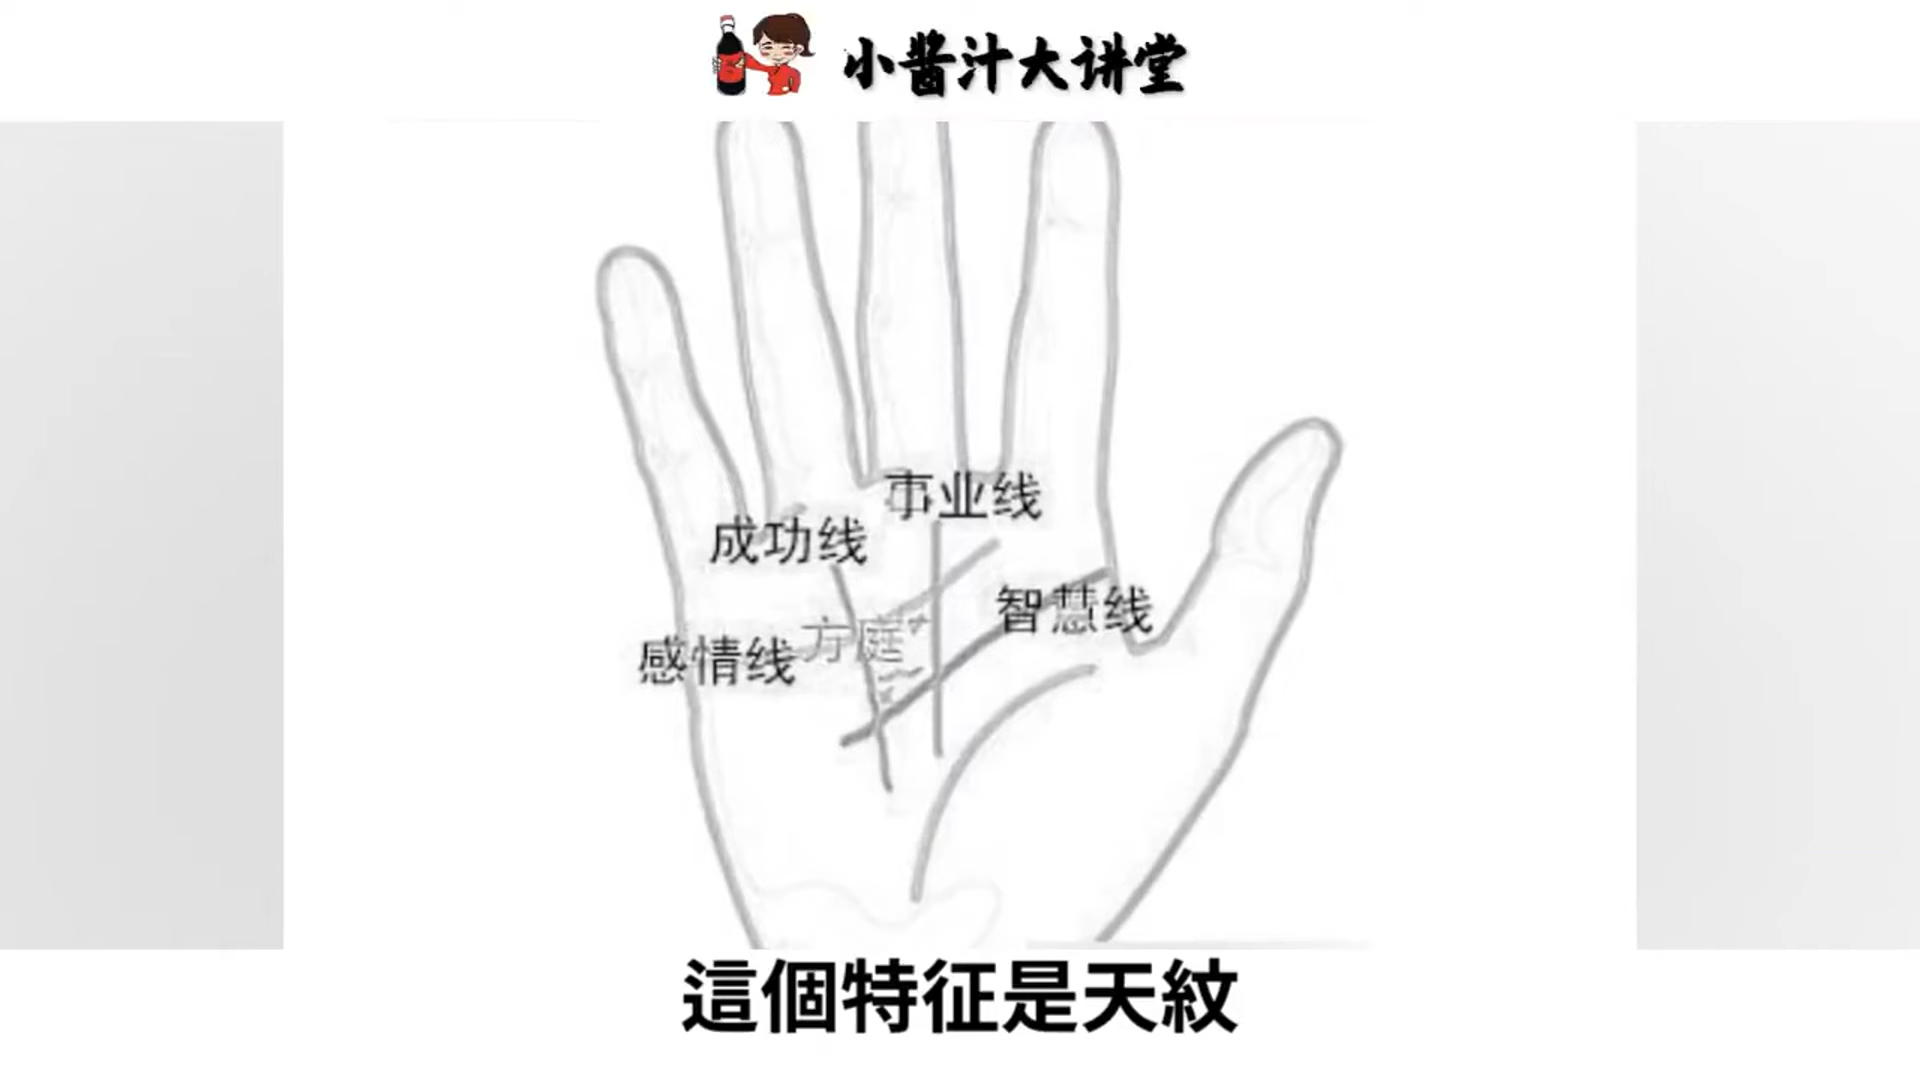 小酱汁大讲堂
事业线
成功线
智慧线
方庭
感情线
這個特征是天紋